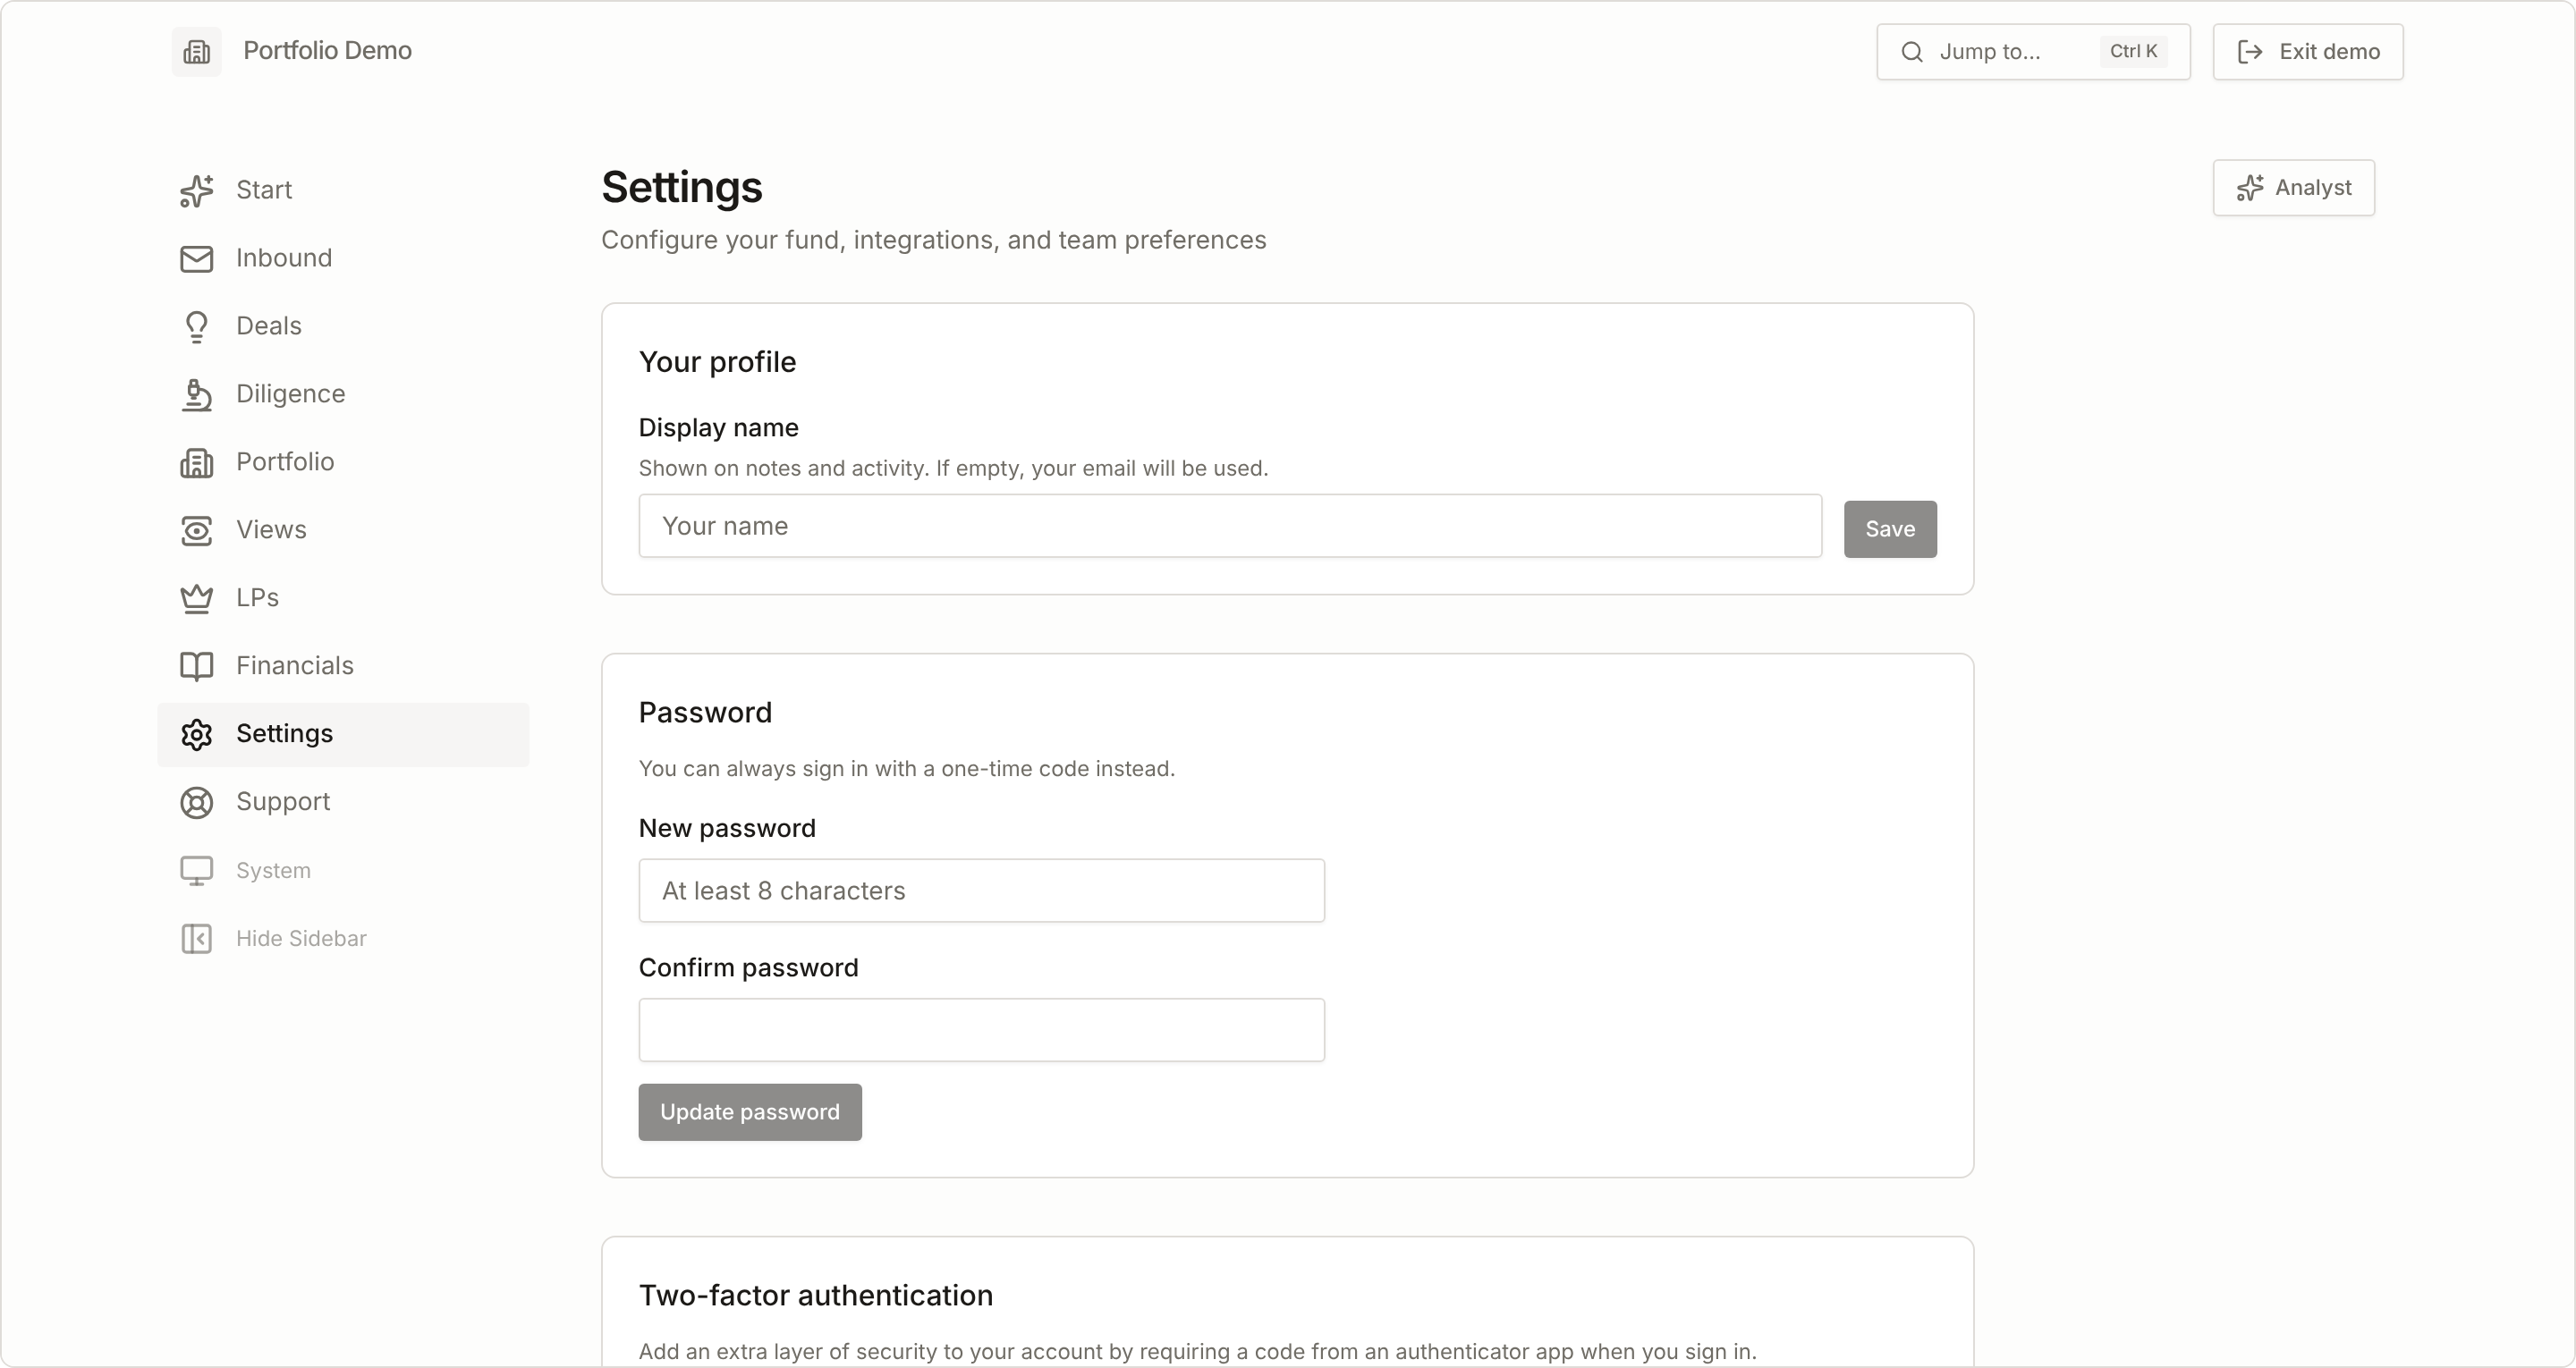 Portfolio Demo
Jump to...
Ctrl K
Exit demo
Start
Inbound
Deals
Diligence
Portfolio
Views
LPs
Financials
Settings
Support
System
Hide Sidebar
Settings
Configure your fund, integrations, and team preferences
Analyst
Your profile
Display name
Shown on notes and activity. If empty, your email will be used.
Your name
Save
Password
You can always sign in with a one-time code instead.
New password
At least 8 characters
Confirm password
Update password
Two-factor authentication
Add an extra layer of security to your account by requiring a code from an authenticator app when you sign in.